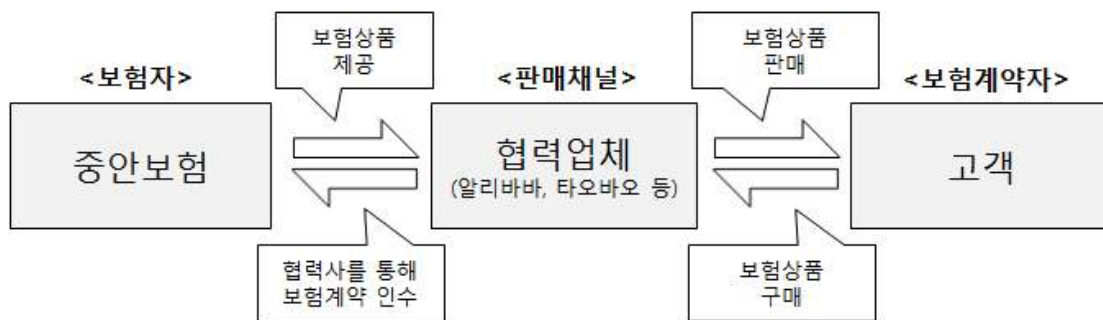 보험상품
제공
보험상품
판매
<보험자>
<판매채널>
<보험계약자>
중안보험
협력업체
(알리바바, 타오바오 등)
고객
협력사를 통해
보험계약 인수
보험상품
구매